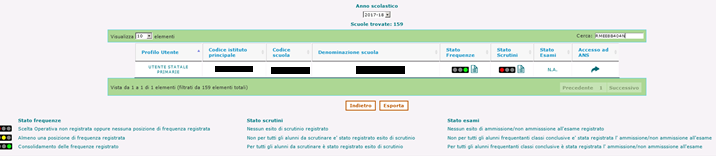 Anno scolastico
2017-18
Scuole trovate: 159
Visualizza 10 elementi
Cerca:
Profilo Utente Codice istituto principale Codice scuola Denominazione scuola Stato Frequenze Stato Scrutini Stato Esami Accesso ad ANS
UTENTE STATALE PRIMARIE N.A.
Vista da 1 a 1 di 1 elementi (filtrati da 159 elementi totali)
Precedente 1 Successivo
Indietro Esporta
Stato frequenze Stato scrutini Stato esami
Scelta Operativa non registrata oppure nessuna posizione di frequenza registrata Nessun esito di scrutinio registrato Nessun esito di ammissione/non ammissione all'esame registrato
Almeno una posizione di frequenza registrata Non per tutti gli alunni da scrutinare e' stato registrato esito di scrutinio Non per tutti gli alunni frequentanti classi conclusive e' stata registrata l' ammissione/non ammissione all'esame
Consolidamento delle frequenze registrato Per tutti gli alunni da scrutinare è stato registrato esito di scrutinio Per tutti gli alunni frequentanti classi conclusive è stata registrata l' ammissione/non ammissione all'esame